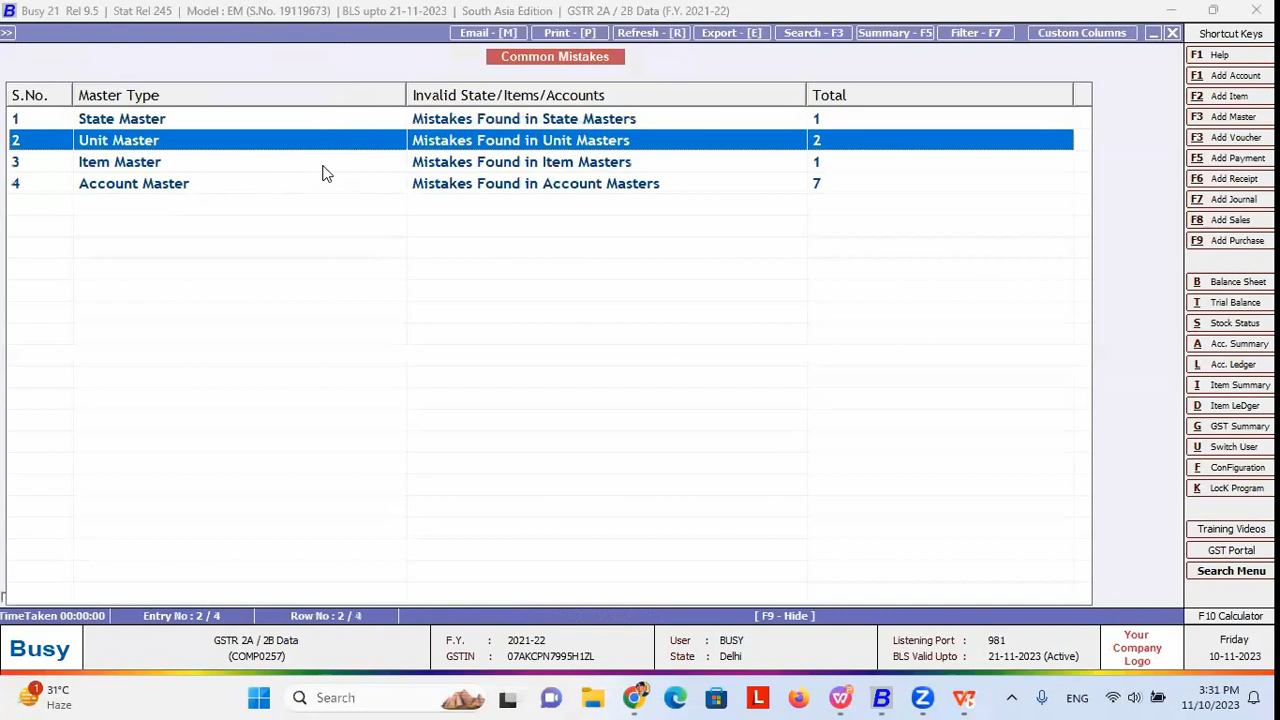 Busy 21 Rel 9.5 | Stat Rel 245 | Model : EM (S.No. 19119673) | BLS upto 21-11-2023 | South Asia Edition | GSTR 2A / 2B Data (F.Y. 2021-22)
>> Email - [M] Print - [P] Refresh - [R] Export - [E] Search - F3 Summary - F5 Filter - F7 Custom Columns
Shortcut Keys
Common Mistakes
S.No. Master Type Invalid State/Items/Accounts Total
1 State Master Mistakes Found in State Masters 1
2 Unit Master Mistakes Found in Unit Masters 2
3 Item Master Mistakes Found in Item Masters 1
4 Account Master Mistakes Found in Account Masters 7
F1 Help
F1 Add Account
F2 Add Item
F3 Add Master
F3 Add Voucher
F5 Add Payment
F6 Add Receipt
F7 Add Journal
F8 Add Sales
F9 Add Purchase
B Balance Sheet
T Trial Balance
S Stock Status
A Acc. Summary
L Acc. Ledger
I Item Summary
D Item LeDger
G GST Summary
U Switch User
F ConFiguration
K LocK Program
Training Videos
GST Portal
Search Menu
F10 Calculator
TimeTaken 00:00:00 Entry No : 2 / 4 Row No : 2 / 4 [ F9 - Hide ]
Busy
GSTR 2A / 2B Data
(COMP0257)
F.Y. : 2021-22
GSTIN : 07AKCPN7995H1ZL
User : BUSY
State : Delhi
Listening Port : 981
BLS Valid Upto : 21-11-2023 (Active)
Your
Company
Logo
Friday
10-11-2023
1
31°C
Haze
Search
ENG
3:31 PM
11/10/2023